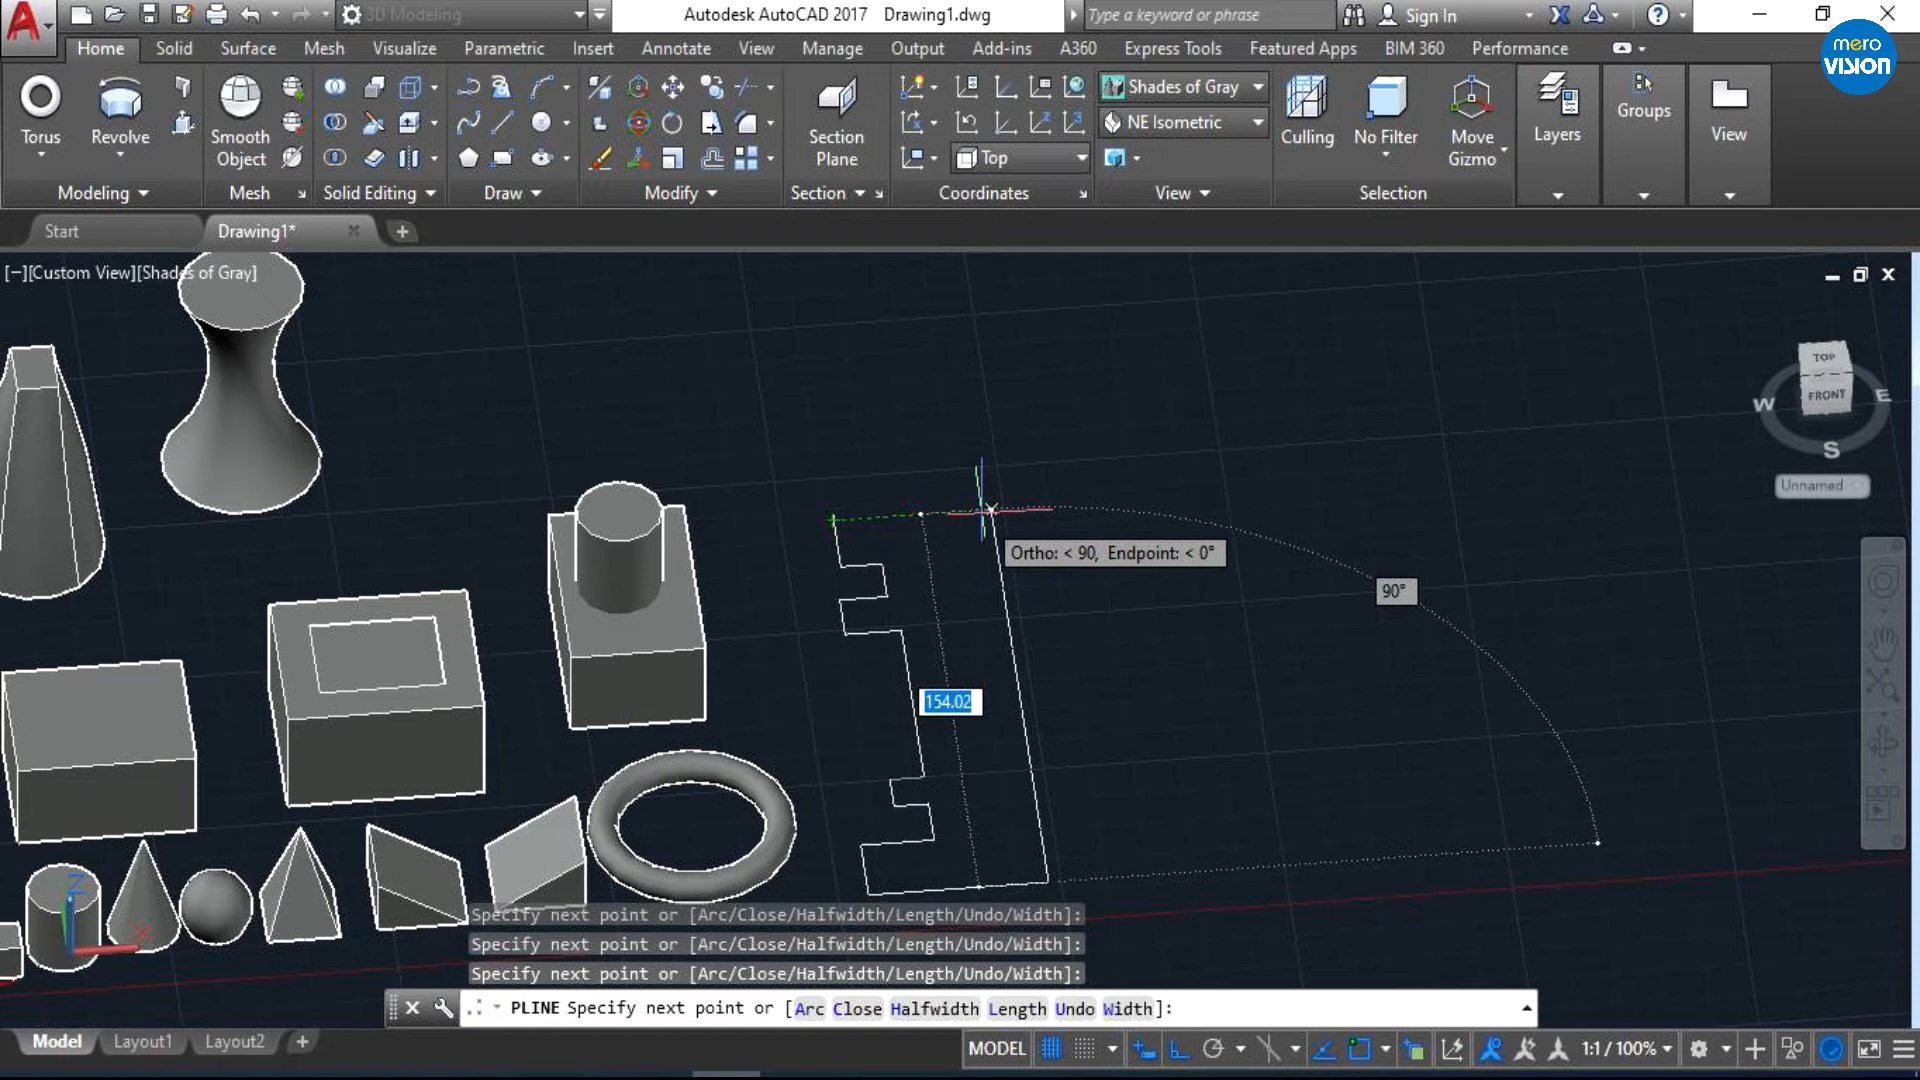 3D Modeling
Autodesk AutoCAD 2017 Drawing1.dwg
Type a keyword or phrase
Sign In
mero
VISION
Home Solid Surface Mesh Visualize Parametric Insert Annotate View Manage Output Add-ins A360 Express Tools Featured Apps BIM 360 Performance
Torus
Revolve
Smooth
Object
Section
Plane
Shades of Gray
NE Isometric
Top
Culling
No Filter
Move
Gizmo
Layers
Groups
View
Modeling Mesh Solid Editing Draw Modify Section Coordinates View Selection
Start Drawing1*
[−][Custom View][Shades of Gray]
TOP
FRONT
W
E
S
Unnamed
Ortho: < 90, Endpoint: < 0°
90°
154.02
Z
X
Specify next point or [Arc/Close/Halfwidth/Length/Undo/Width]:
Specify next point or [Arc/Close/Halfwidth/Length/Undo/Width]:
Specify next point or [Arc/Close/Halfwidth/Length/Undo/Width]:
PLINE Specify next point or [Arc Close Halfwidth Length Undo Width]:
Model Layout1 Layout2
MODEL
1:1 / 100%